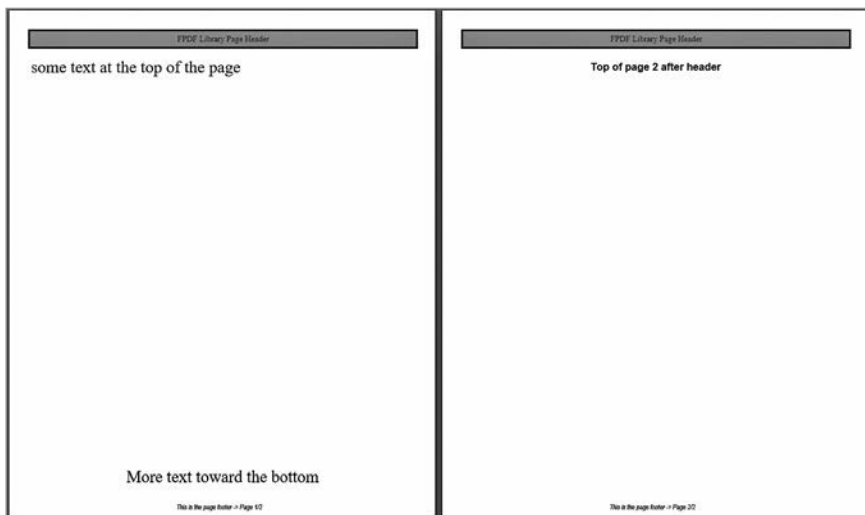 FPDF Library Page Header
some text at the top of the page
More text toward the bottom
This is the page footer -> Page 1/2
FPDF Library Page Header
Top of page 2 after header
This is the page footer -> Page 2/2